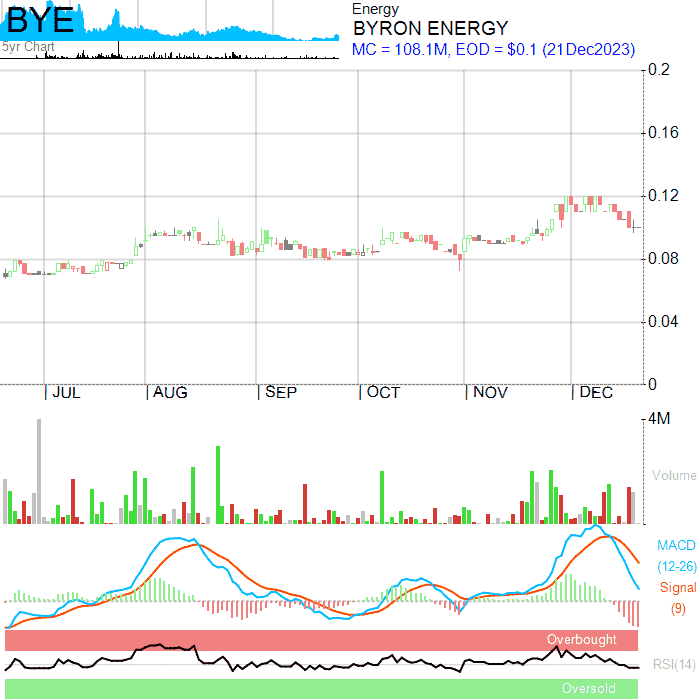 BYE
5yr Chart
Energy
BYRON ENERGY
MC = 108.1M, EOD = $0.1 (21Dec2023)
0.2
0.16
0.12
0.08
0.04
0
JUL AUG SEP OCT NOV DEC
4M
Volume
MACD
(12-26)
Signal
(9)
Overbought
RSI(14)
Oversold